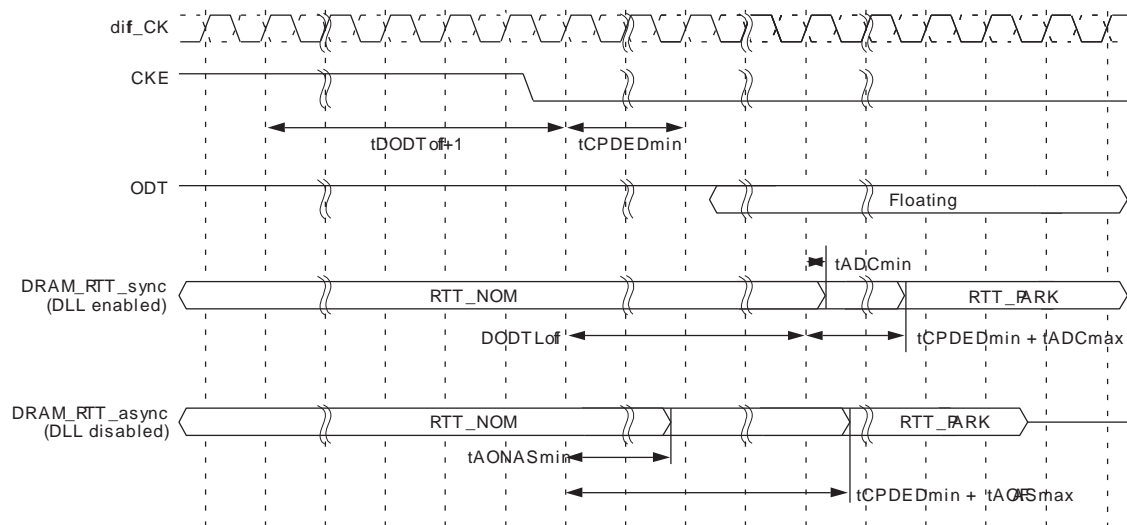 diff_CK
CKE
tDODToff+1
tCPDEDmin
ODT
Floating
tADCmin
DRAM_RTT_sync
(DLL enabled)
RTT_NOM
RTT_PARK
DODTLoff
tCPDEDmin + tADCmax
DRAM_RTT_async
(DLL disabled)
RTT_NOM
RTT_PARK
tAONASmin
tCPDEDmin + tAOFASmax